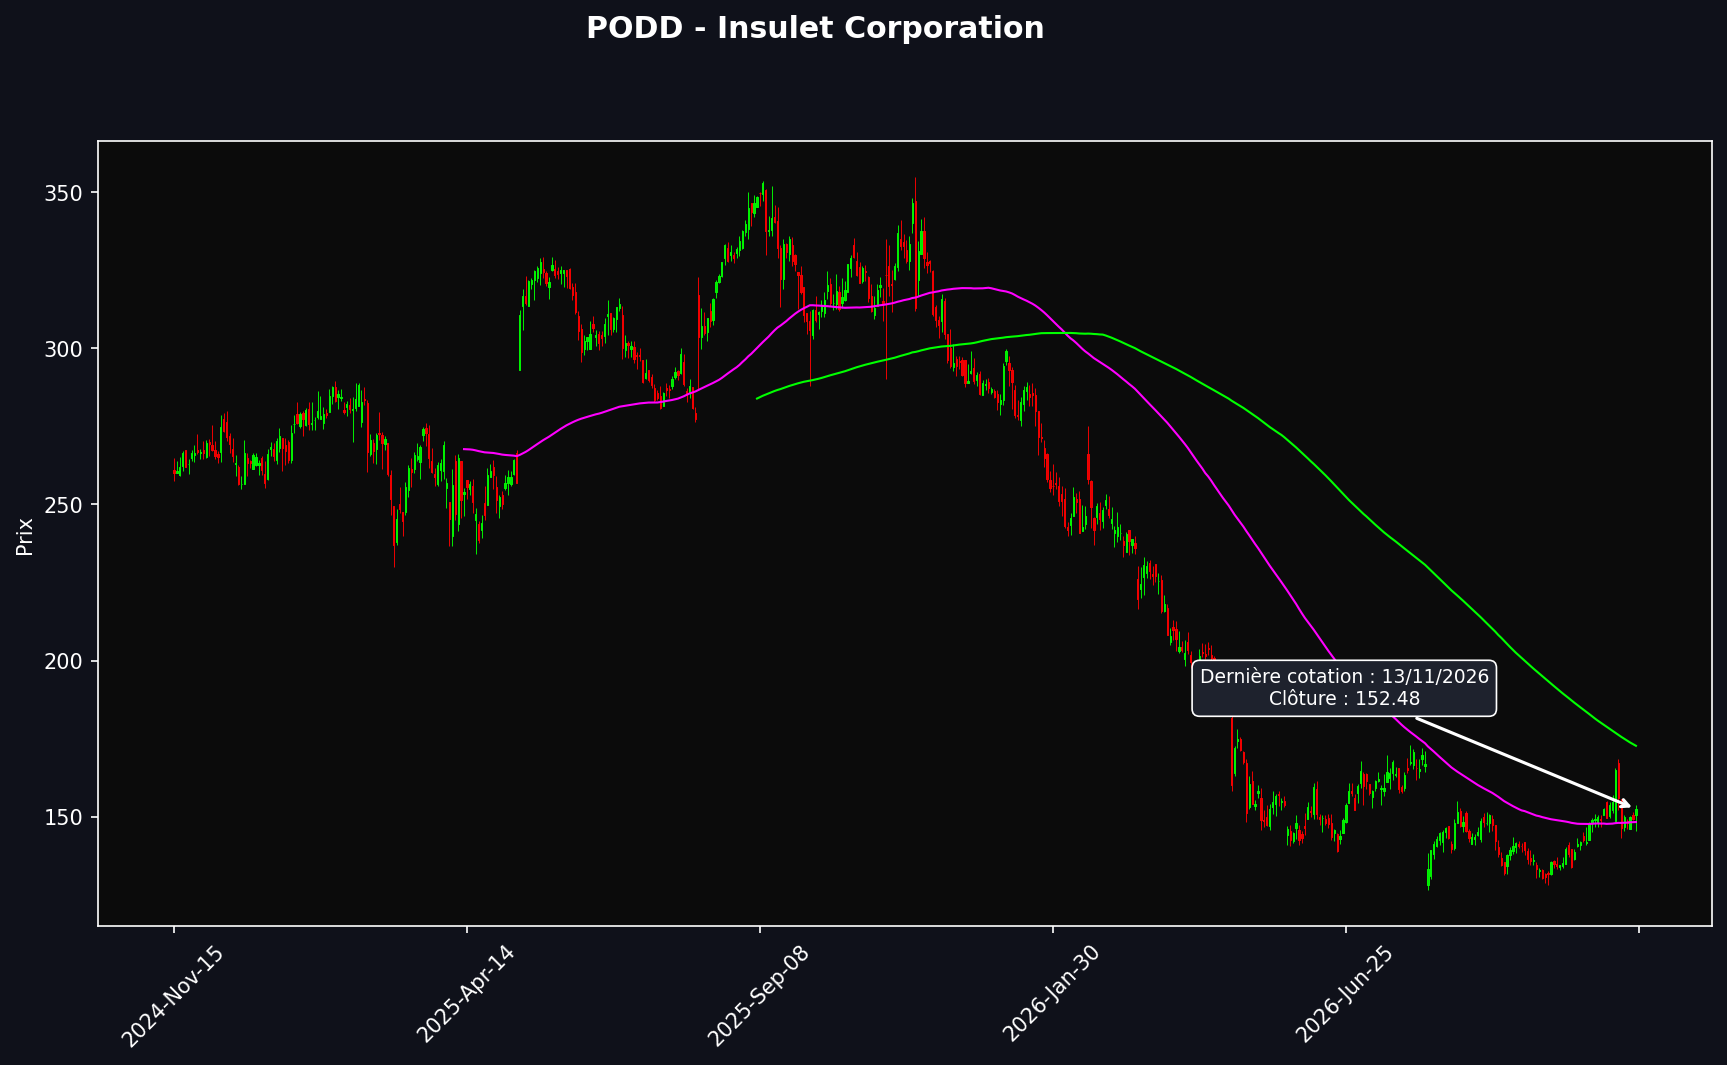 PODD - Insulet Corporation
Prix
350
300
250
200
150
Dernière cotation : 13/11/2026
Clôture : 152.48
2024-Nov-15
2025-Apr-14
2025-Sep-08
2026-Jan-30
2026-Jun-25